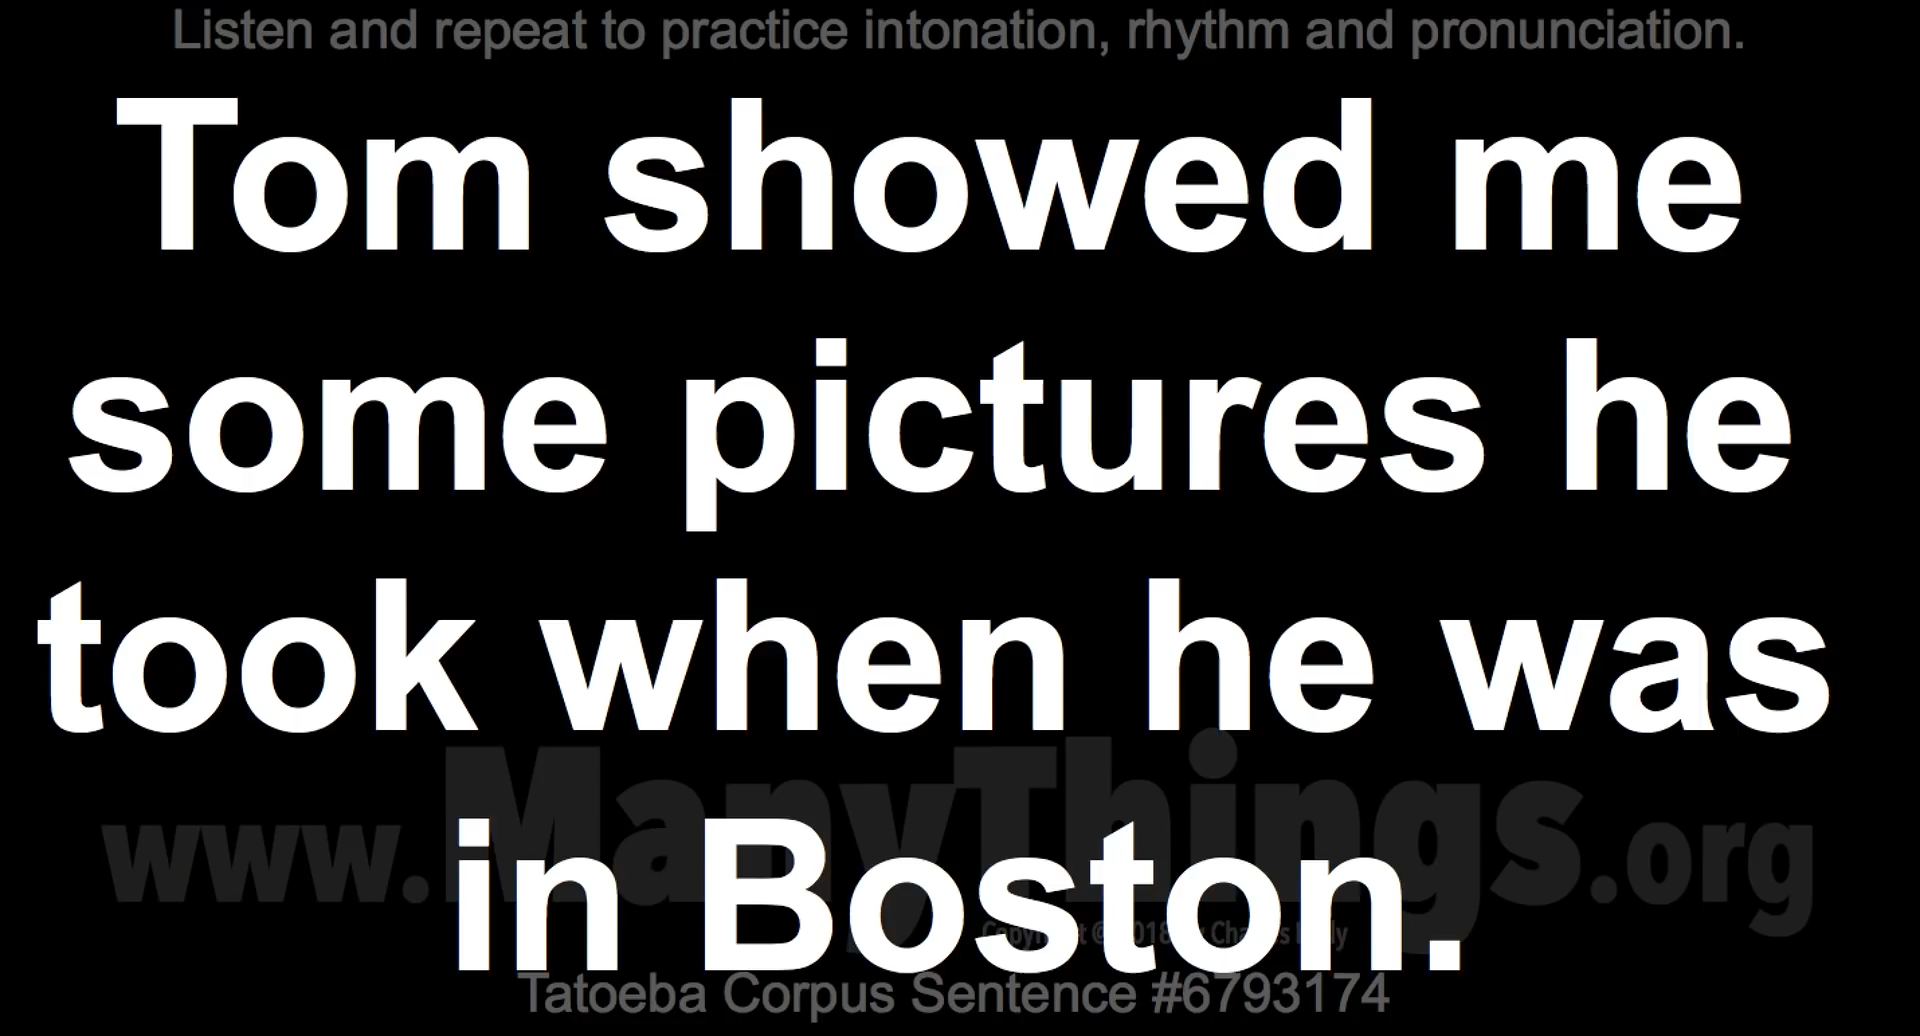 Listen and repeat to practice intonation, rhythm and pronunciation.
Tom showed me
some pictures he
took when he was
in Boston.
www.ManyThings.org
Tatoeba Corpus Sentence #6793174